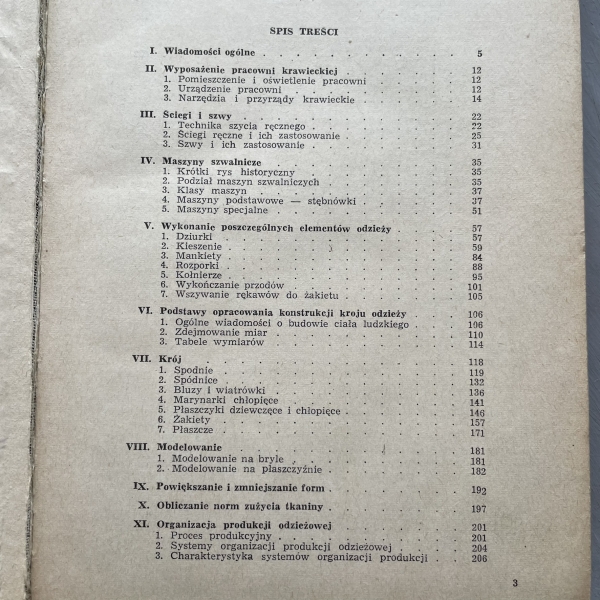 SPIS TREŚCI
I. Wiadomości ogólne . . . . . . . . . . . . 5
II. Wyposażenie pracowni krawieckiej . . . . . . . 12
1. Pomieszczenie i oświetlenie pracowni . . . . . . 12
2. Urządzenie pracowni . . . . . . . . . . 12
3. Narzędzia i przyrządy krawieckie . . . . . . . 14
III. Ściegi i szwy . . . . . . . . . . . . . 22
1. Technika szycia ręcznego . . . . . . . . . 22
2. Ściegi ręczne i ich zastosowanie . . . . . . . 25
3. Szwy i ich zastosowanie . . . . . . . . . 31
IV. Maszyny szwalnicze . . . . . . . . . . . 35
1. Krótki rys historyczny . . . . . . . . . . 35
2. Podział maszyn szwalniczych . . . . . . . . 35
3. Klasy maszyn . . . . . . . . . . . . 37
4. Maszyny podstawowe — stębnówki . . . . . . 37
5. Maszyny specjalne . . . . . . . . . . . 51
V. Wykonanie poszczególnych elementów odzieży . . . . 57
1. Dziurki . . . . . . . . . . . . . 57
2. Kieszenie . . . . . . . . . . . . . 59
3. Mankiety . . . . . . . . . . . . . 84
4. Rozporki . . . . . . . . . . . . . 88
5. Kołnierze . . . . . . . . . . . . . 95
6. Wykończanie przodów . . . . . . . . . . 101
7. Wszywanie rękawów do żakietu . . . . . . . 105
VI. Podstawy opracowania konstrukcji kroju odzieży . . . 106
1. Ogólne wiadomości o budowie ciała ludzkiego . . . . 106
2. Zdejmowanie miar . . . . . . . . . . . 110
3. Tabele wymiarów . . . . . . . . . . . 114
VII. Krój . . . . . . . . . . . . . . . 118
1. Spodnie . . . . . . . . . . . . . 119
2. Spódnice . . . . . . . . . . . . . 132
3. Bluzy i wiatrówki . . . . . . . . . . . 136
4. Marynarki chłopięce . . . . . . . . . . 141
5. Płaszczyki dziewczęce i chłopięce . . . . . . . 146
6. Żakiety . . . . . . . . . . . . . 157
7. Płaszcze . . . . . . . . . . . . . 171
VIII. Modelowanie . . . . . . . . . . . . . 181
1. Modelowanie na bryle . . . . . . . . . . 181
2. Modelowanie na płaszczyźnie . . . . . . . . 182
IX. Powiększanie i zmniejszanie form . . . . . . . 192
X. Obliczanie norm zużycia tkaniny . . . . . . . 197
XI. Organizacja produkcji odzieżowej . . . . . . . 201
1. Proces produkcyjny . . . . . . . . . . 201
2. Systemy organizacji produkcji odzieżowej . . . . . 204
3. Charakterystyka systemów organizacji produkcji . . . 206
3